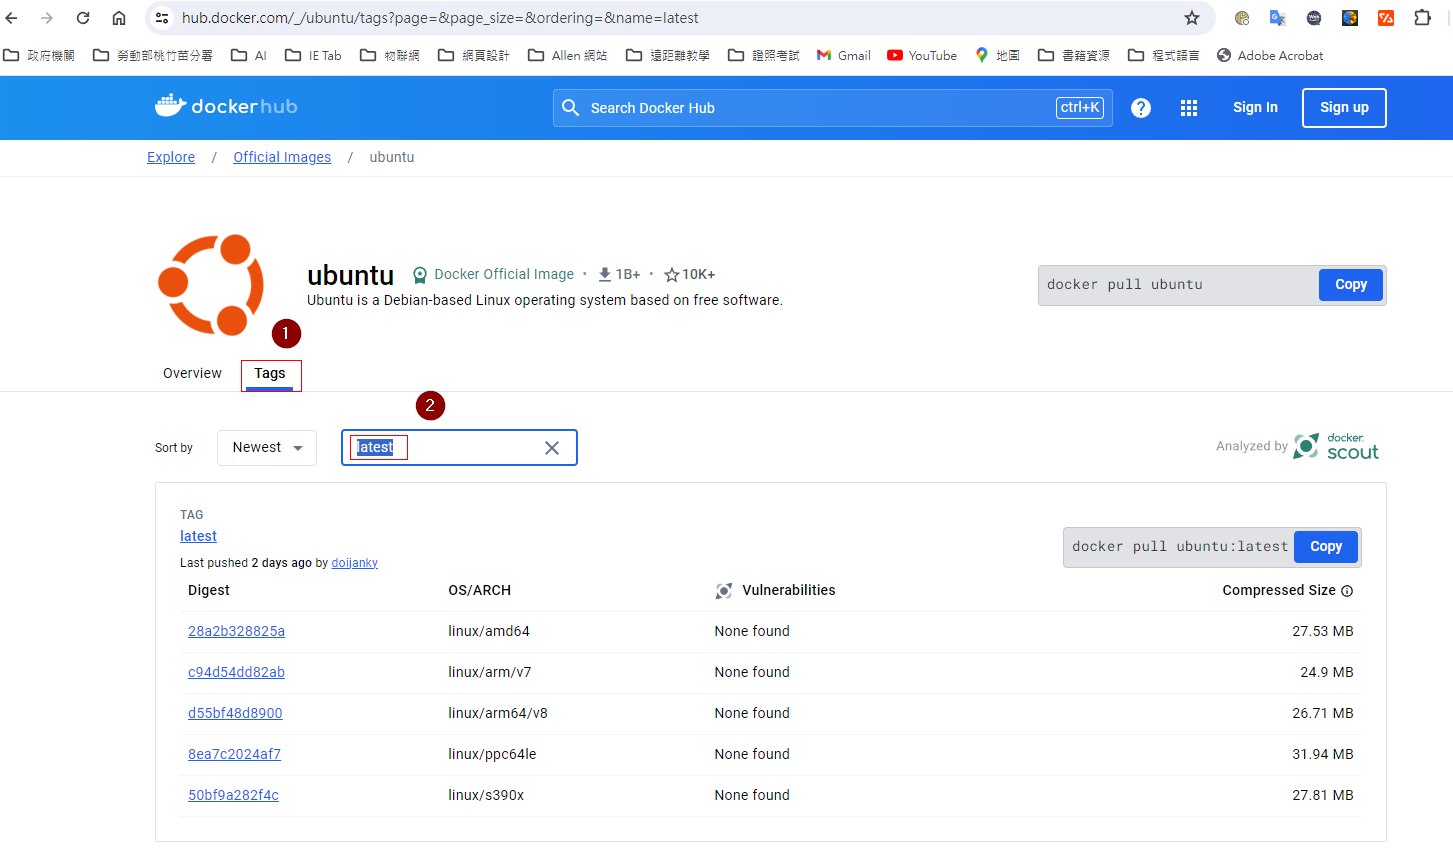 hub.docker.com/_/ubuntu/tags?page=&page_size=&ordering=&name=latest
政府機關 勞動部桃竹苗分署 AI IE Tab 物聯網 網頁設計 Allen 網站 遠距離教學 證照考試 Gmail YouTube 地圖 書籍資源 程式語言 Adobe Acrobat
docker hub Search Docker Hub ctrl+K ? Sign In Sign up
Explore / Official Images / ubuntu
ubuntu Docker Official Image • 1B+ • 10K+
docker pull ubuntu Copy
Ubuntu is a Debian-based Linux operating system based on free software.
1
Overview Tags
2
Sort by Newest latest Analyzed by docker scout
TAG
latest
docker pull ubuntu:latest Copy
Last pushed 2 days ago by doijanky
Digest OS/ARCH Vulnerabilities Compressed Size
28a2b328825a linux/amd64 None found 27.53 MB
c94d54dd82ab linux/arm/v7 None found 24.9 MB
d55bf48d8900 linux/arm64/v8 None found 26.71 MB
8ea7c2024af7 linux/ppc64le None found 31.94 MB
50bf9a282f4c linux/s390x None found 27.81 MB